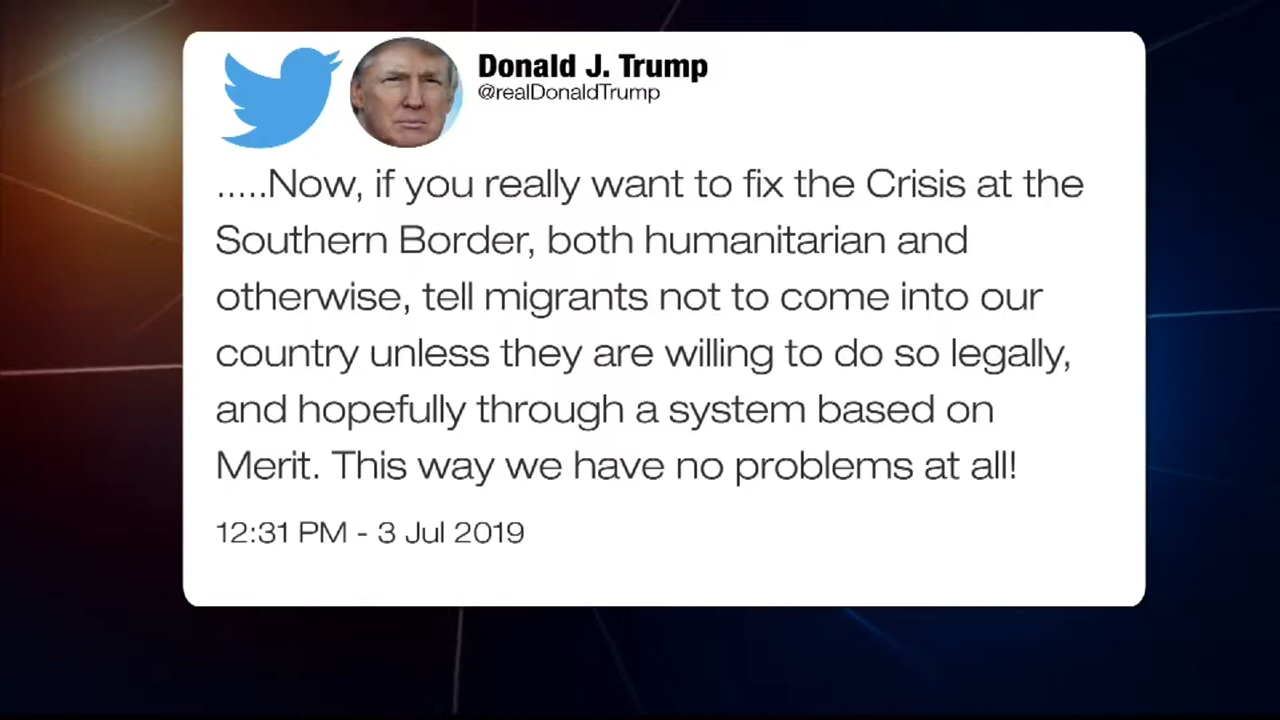 Donald J. Trump
@realDonaldTrump
.....Now, if you really want to fix the Crisis at the
Southern Border, both humanitarian and
otherwise, tell migrants not to come into our
country unless they are willing to do so legally,
and hopefully through a system based on
Merit. This way we have no problems at all!
12:31 PM - 3 Jul 2019